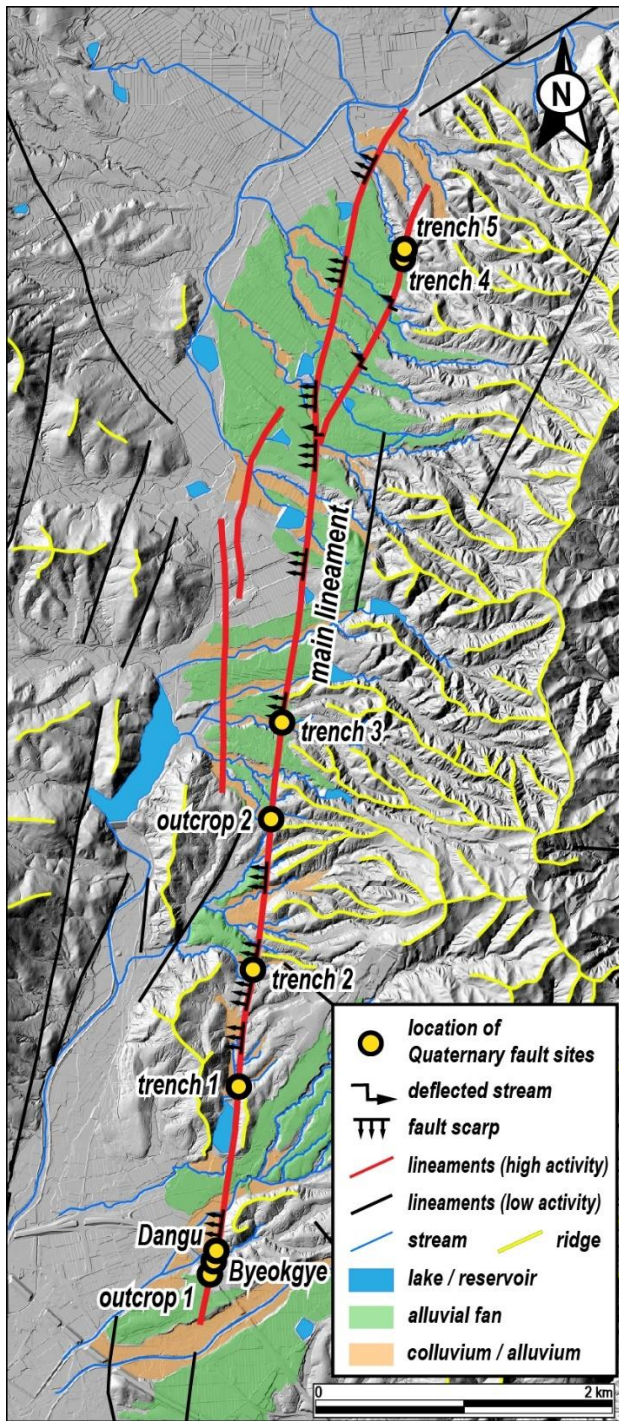 N
trench 5
trench 4
main lineament
trench 3
outcrop 2
trench 2
trench 1
Dangu
Byeokgye
outcrop 1
location of
Quaternary fault sites
deflected stream
fault scarp
lineaments (high activity)
lineaments (low activity)
stream
ridge
lake / reservoir
alluvial fan
colluvium / alluvium
0
2 km